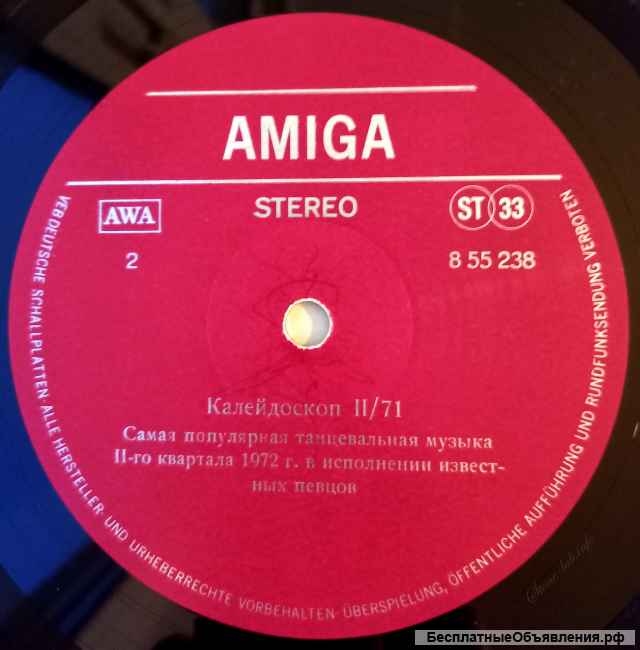 AMIGA
AWA
STEREO
ST 33
2
8 55 238
Калейдоскоп II/71
Самая популярная танцевальная музыка
II-го квартала 1972 г. в исполнении извест-
ных певцов
VEB DEUTSCHE SCHALLPLATTEN · ALLE HERSTELLER- UND URHEBERRECHTE VORBEHALTEN · ÜBERSPIELUNG, ÖFFENTLICHE AUFFÜHRUNG UND RUNDFUNKSENDUNG VERBOTEN
БесплатныеОбъявления.рф